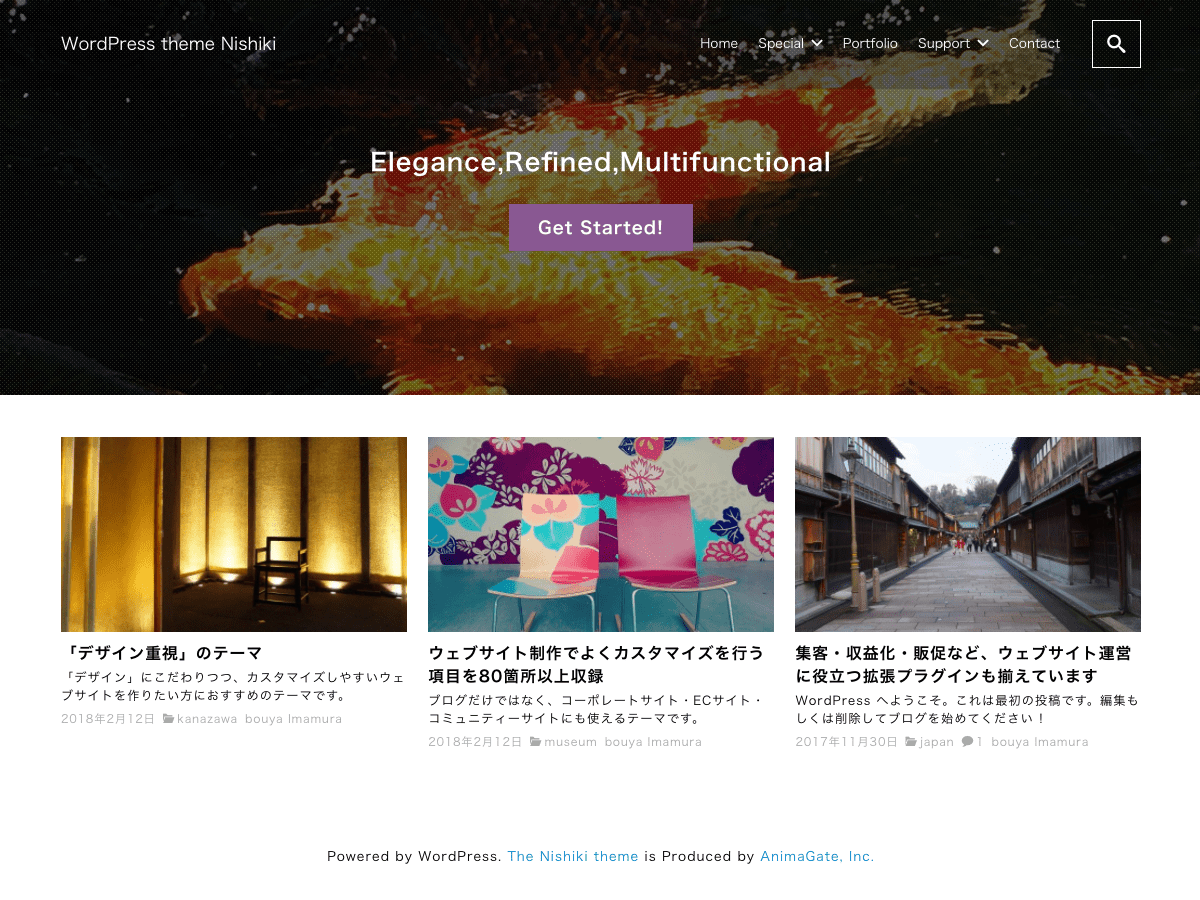 WordPress theme Nishiki
Home Special Portfolio Support Contact
Elegance,Refined,Multifunctional
Get Started!
「デザイン重視」のテーマ
「デザイン」にこだわりつつ、カスタマイズしやすいウェ
ブサイトを作りたい方におすすめのテーマです。
2018年2月12日 kanazawa bouya Imamura
ウェブサイト制作でよくカスタマイズを行う
項目を80箇所以上収録
ブログだけではなく、コーポレートサイト・ECサイト・
コミュニティーサイトにも使えるテーマです。
2018年2月12日 museum bouya Imamura
集客・収益化・販促など、ウェブサイト運営
に役立つ拡張プラグインも揃えています
WordPress へようこそ。これは最初の投稿です。編集も
しくは削除してブログを始めてください !
2017年11月30日 japan 1 bouya Imamura
Powered by WordPress. The Nishiki theme is Produced by AnimaGate, Inc.